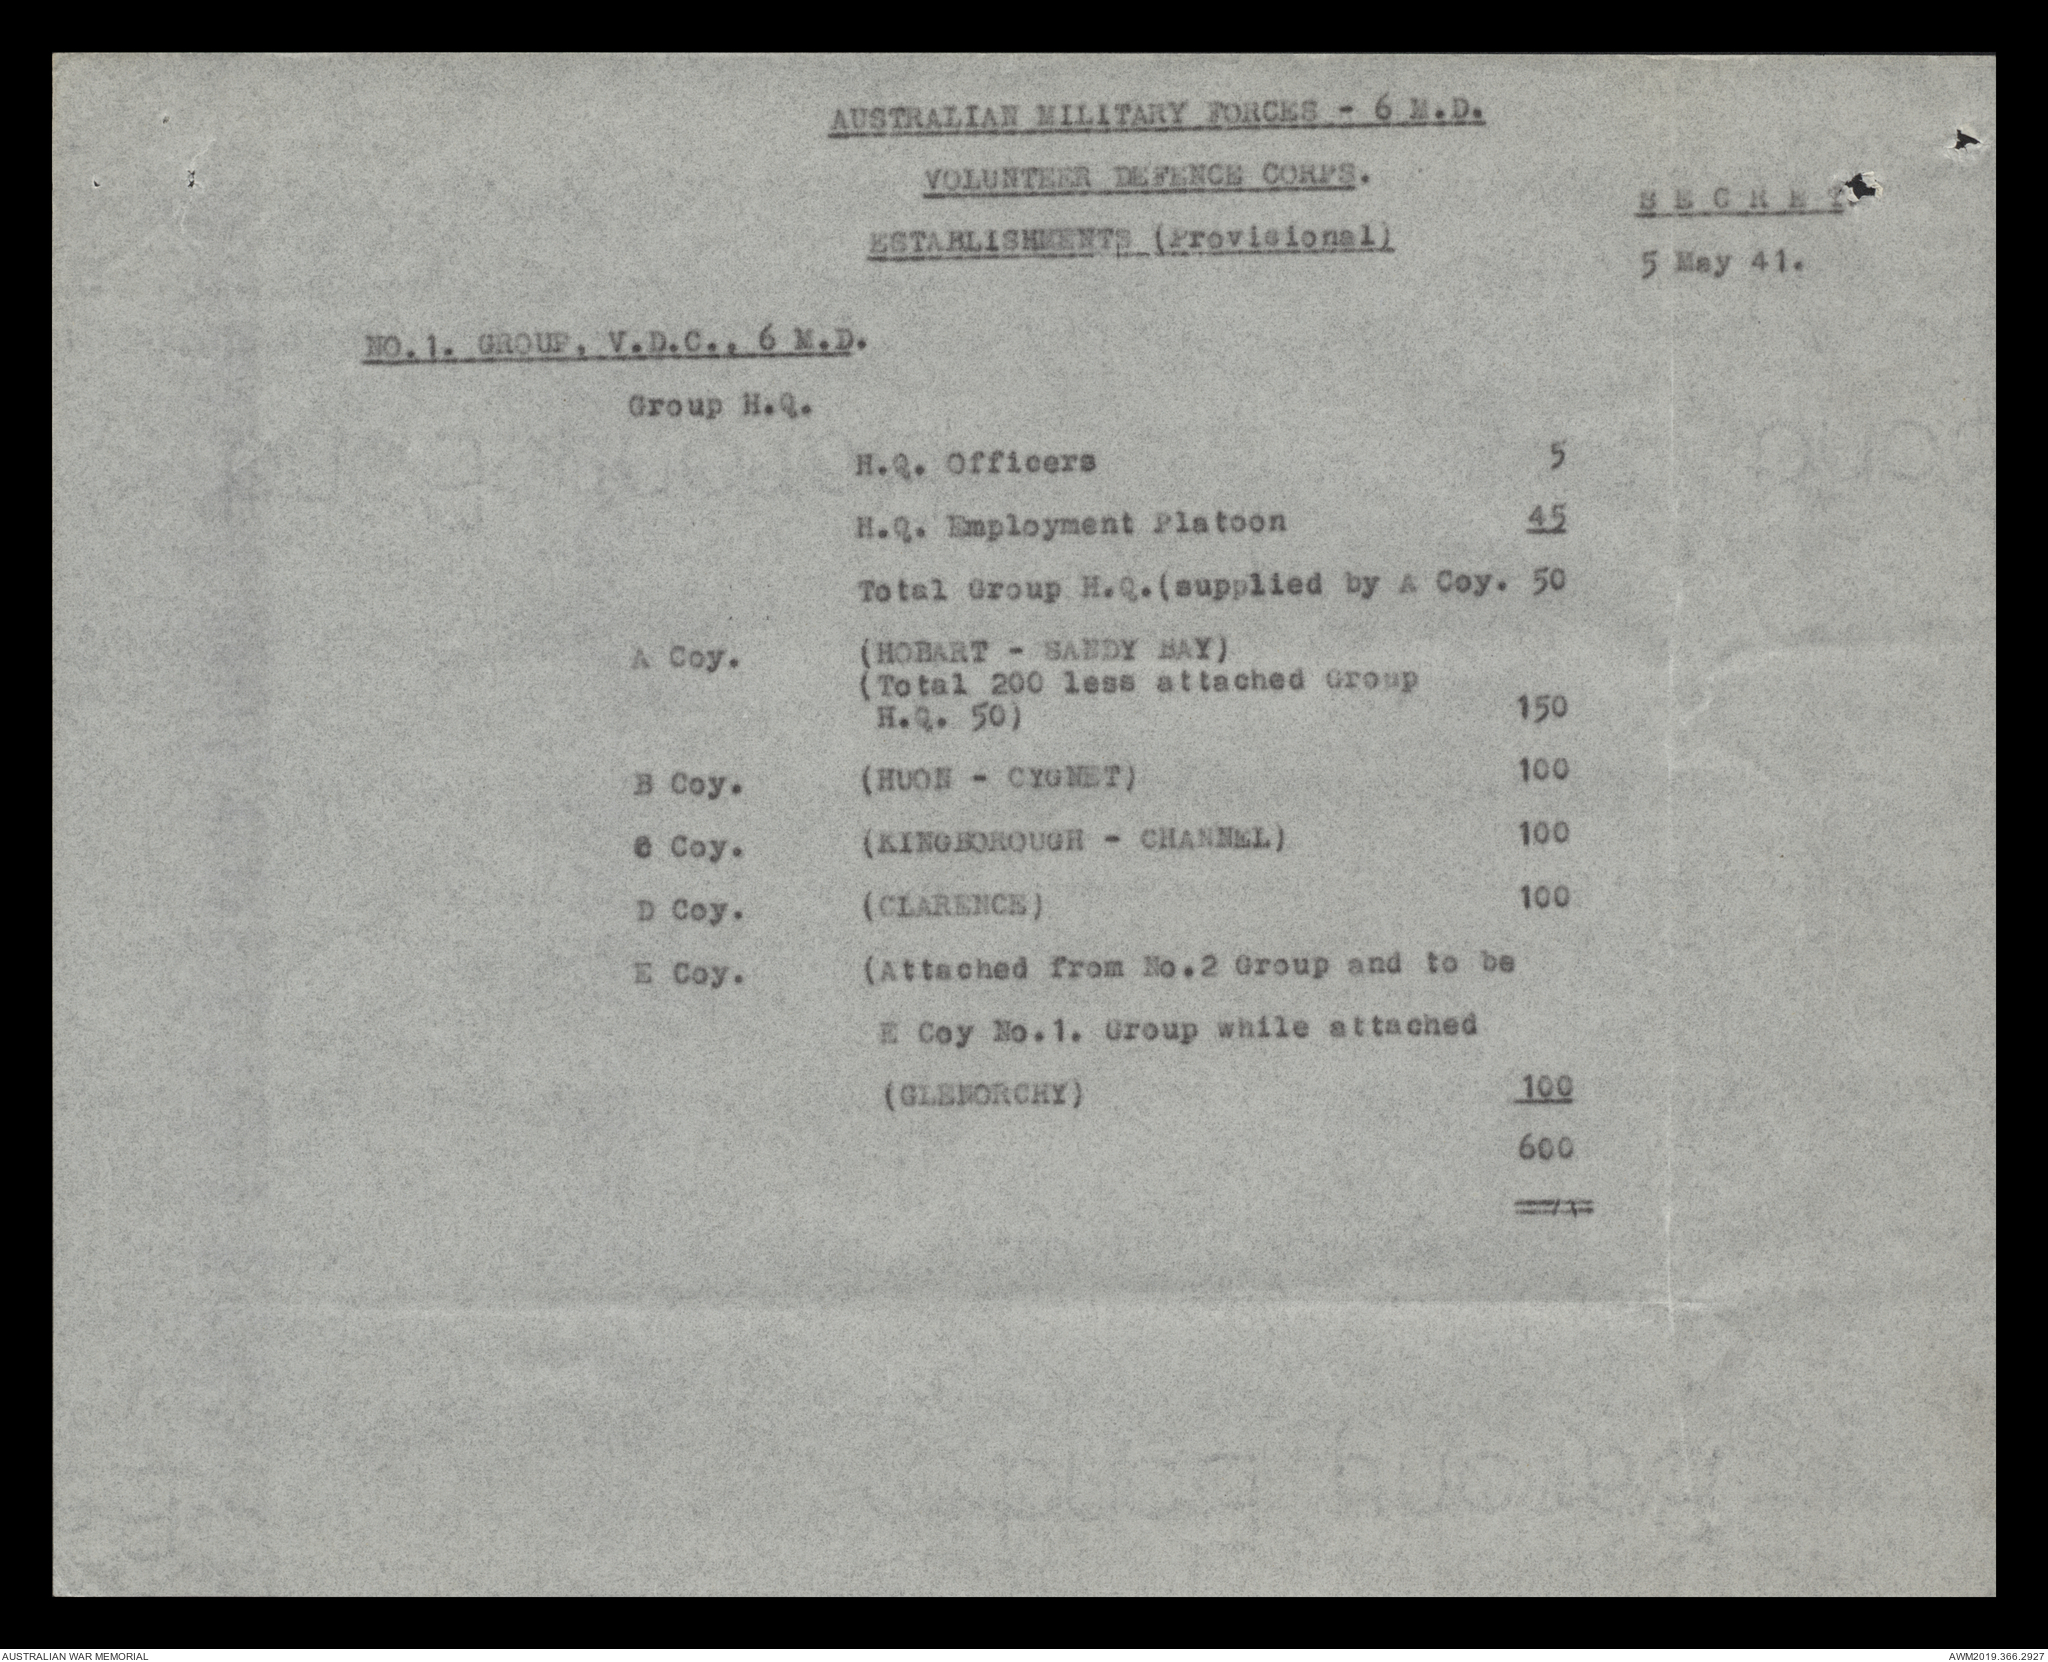 AUSTRALIAN MILITARY FORCES - 6 M.D.
VOLUNTEER DEFENCE CORPS.
S E C R E T.
ESTABLISHMENTS (Provisional)
5 May 41.
NO.1. GROUP, V.D.C., 6 M.D.
Group H.Q.
H.Q. Officers 5
H.Q. Employment Platoon 45
Total Group H.Q.(supplied by A Coy. 50
A Coy. (HOBART - SANDY BAY)
(Total 200 less attached Group
H.Q. 50) 150
B Coy. (HUON - CYGNET) 100
C Coy. (KINGBOROUGH - CHANNEL) 100
D Coy. (CLARENCE) 100
E Coy. (Attached from No.2 Group and to be
E Coy No.1. Group while attached
(GLENORCHY) 100
600
AUSTRALIAN WAR MEMORIAL
AWM2019.366.2927